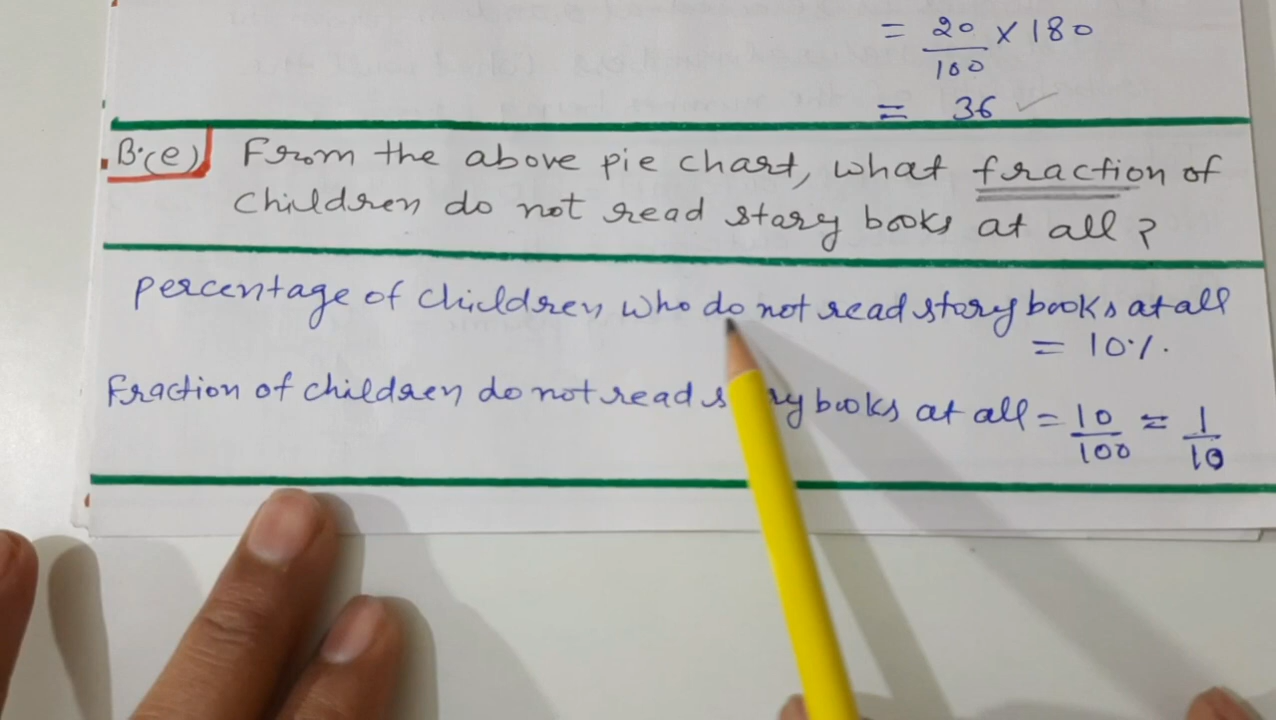 = 20/100 × 180
= 36 ✓
B.(e) From the above pie chart, what fraction of
children do not read story books at all?
Percentage of children who do not read story books at all
= 10%.
Fraction of children do not read s ry books at all = 10/100 = 1/10